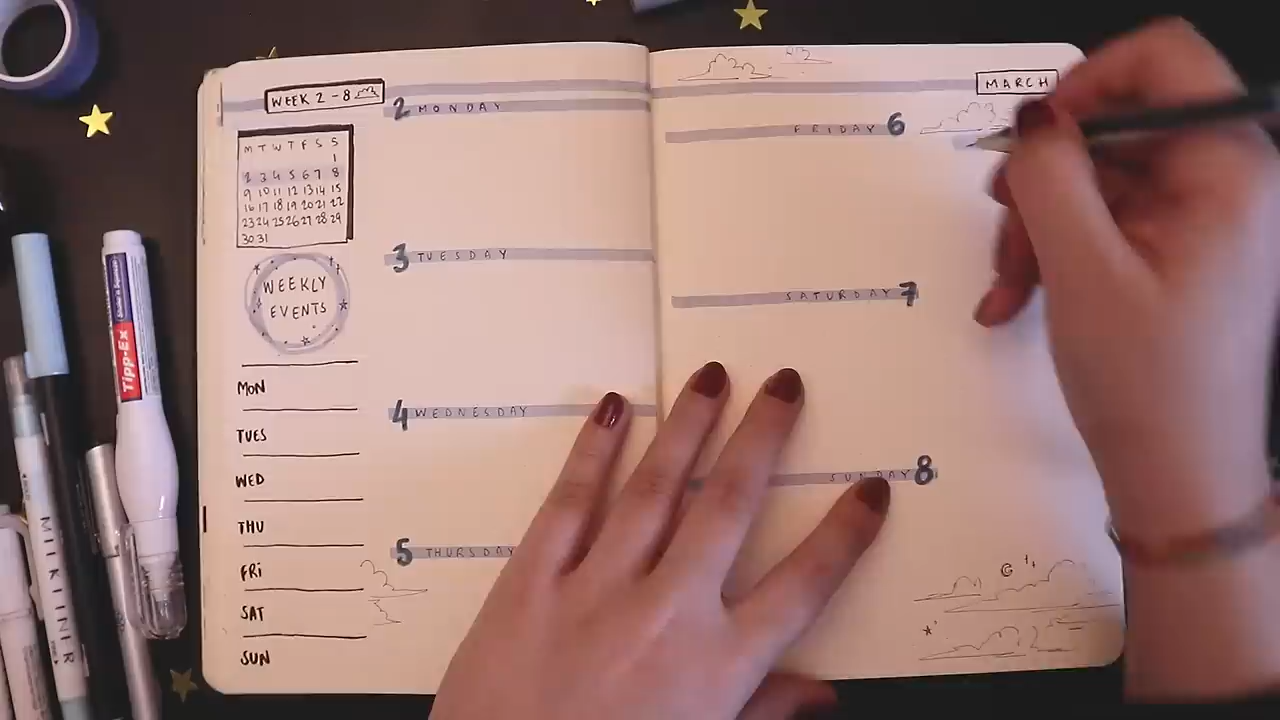 WEEK 2 - 8
M T W T F S S
1
2 3 4 5 6 7 8
9 10 11 12 13 14 15
16 17 18 19 20 21 22
23 24 25 26 27 28 29
30 31
WEEKLY
EVENTS
MON
TUES
WED
THU
FRI
SAT
SUN
2 MONDAY
3 TUESDAY
4 WEDNESDAY
5 THURSDAY
MARCH
FRIDAY 6
SATURDAY 7
SUNDAY 8
Tipp-Ex
MILDLINER